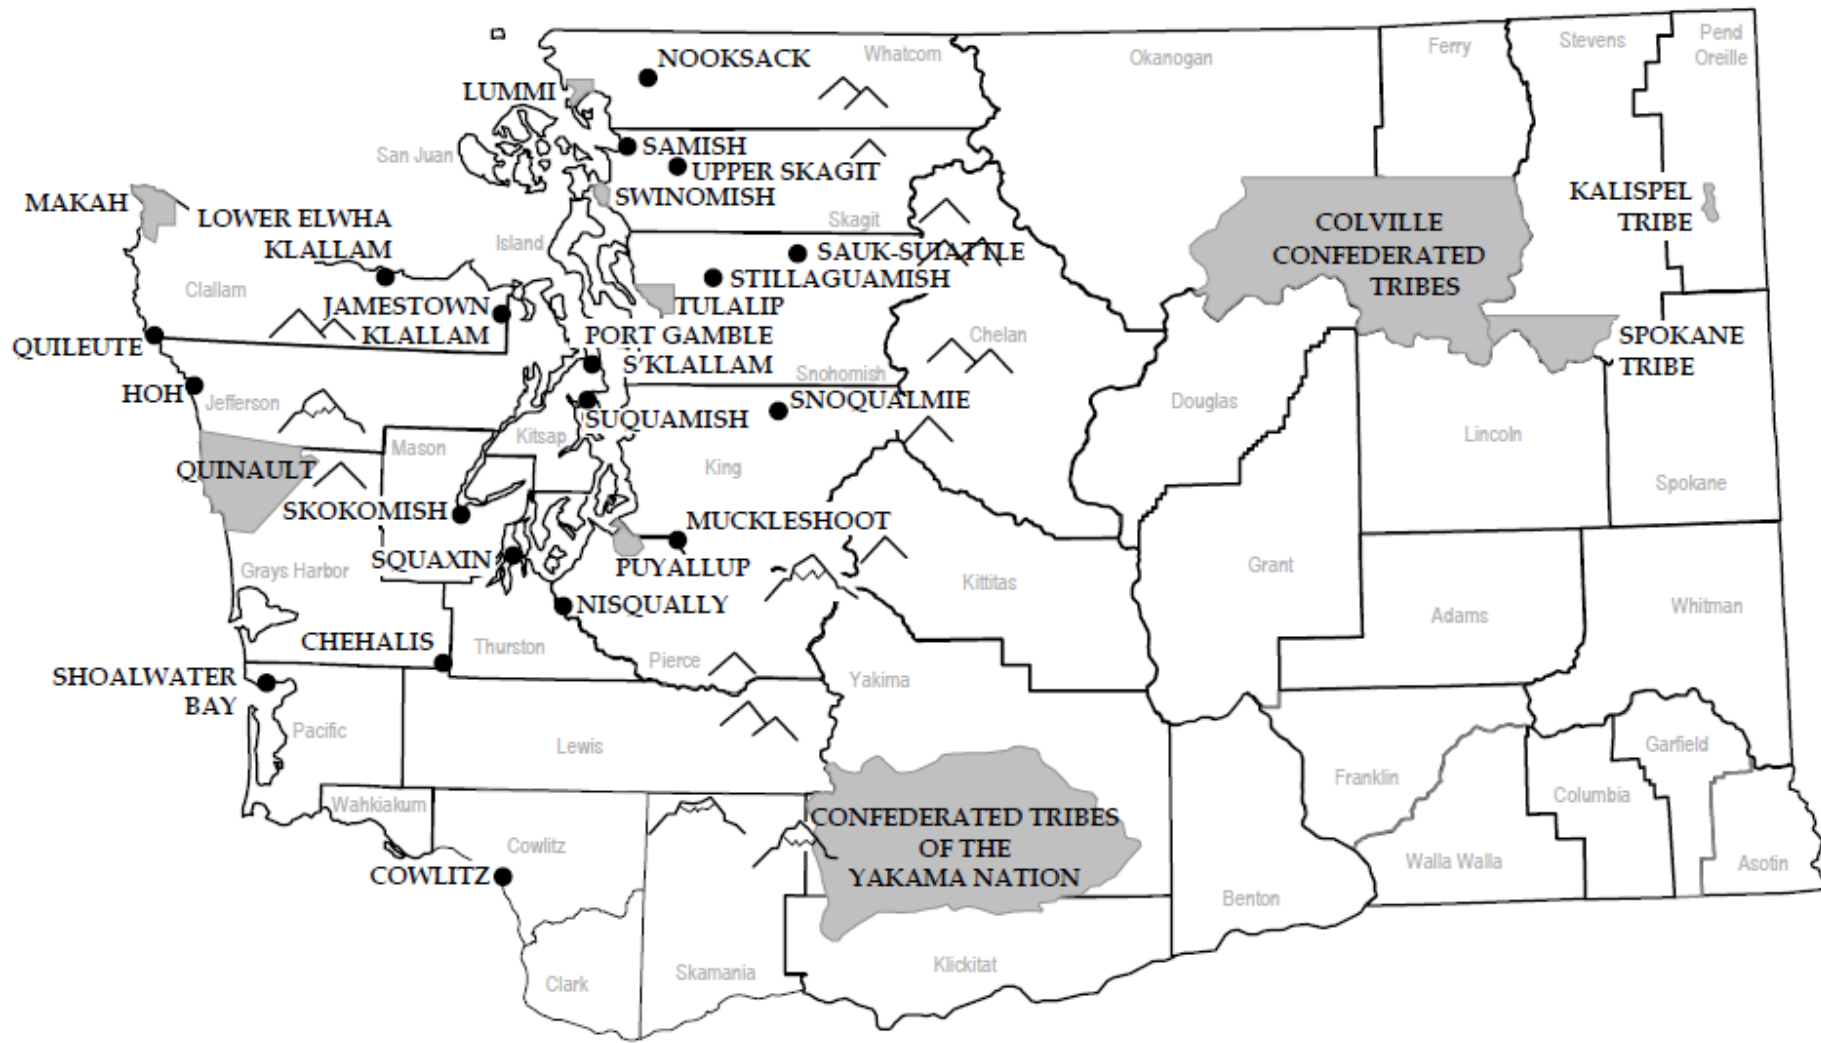 Whatcom
Okanogan
Ferry
Stevens
Pend
Oreille
NOOKSACK
LUMMI
San Juan
SAMISH
UPPER SKAGIT
SWINOMISH
Skagit
MAKAH
LOWER ELWHA
KLALLAM
Island
KALISPEL
TRIBE
COLVILLE
CONFEDERATED
TRIBES
SAUK-SUIATTLE
STILLAGUAMISH
Clallam
JAMESTOWN
KLALLAM
TULALIP
PORT GAMBLE
S'KLALLAM
Chelan
SPOKANE
TRIBE
QUILEUTE
HOH
Jefferson
Snohomish
SNOQUALMIE
SUQUAMISH
Douglas
Lincoln
Mason
Kitsap
King
QUINAULT
Spokane
SKOKOMISH
MUCKLESHOOT
SQUAXIN
PUYALLUP
Grays Harbor
Kittitas
Grant
NISQUALLY
Adams
Whitman
CHEHALIS
Thurston
Pierce
SHOALWATER
BAY
Yakima
Pacific
Lewis
Garfield
Franklin
Columbia
Wahkiakum
CONFEDERATED TRIBES
OF THE
YAKAMA NATION
Cowlitz
COWLITZ
Walla Walla
Asotin
Benton
Clark
Skamania
Klickitat